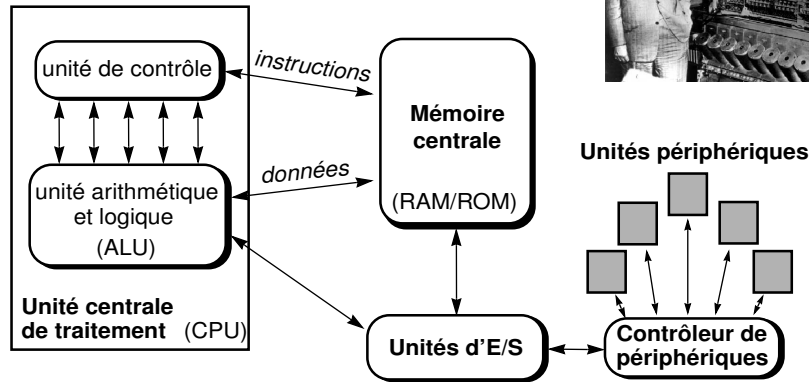 unité de contrôle
instructions
Mémoire
centrale
(RAM/ROM)
données
unité arithmétique
et logique
(ALU)
Unité centrale
de traitement (CPU)
Unités d'E/S
Unités périphériques
Contrôleur de
périphériques